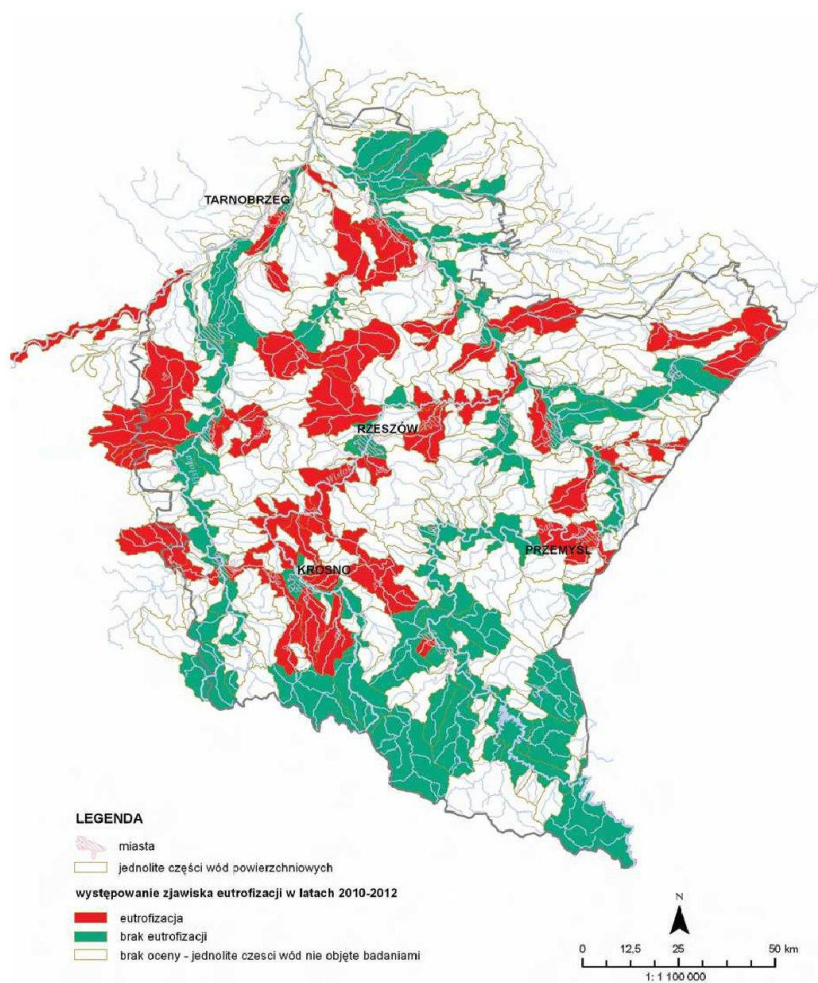 TARNOBRZEG
RZESZÓW
PRZEMYŚL
KROSNO
LEGENDA
miasta
jednolite części wód powierzchniowych
występowanie zjawiska eutrofizacji w latach 2010-2012
eutrofizacja
brak eutrofizacji
brak oceny - jednolite czesci wód nie objęte badaniami
N
0 12,5 25 50 km
1: 1 100 000